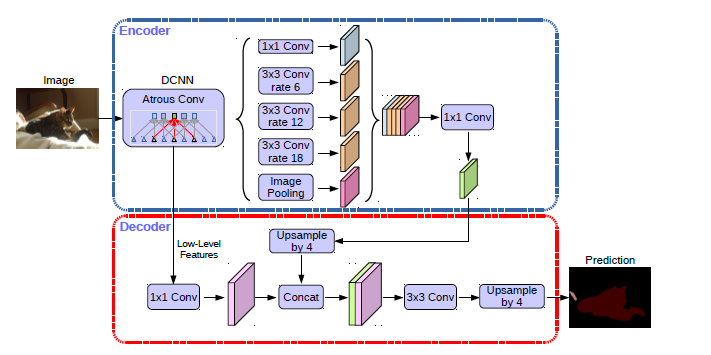 Encoder
Image
DCNN
Atrous Conv
1x1 Conv
3x3 Conv
rate 6
3x3 Conv
rate 12
3x3 Conv
rate 18
Image
Pooling
1x1 Conv
Decoder
Low-Level
Features
Upsample
by 4
1x1 Conv
Concat
3x3 Conv
Upsample
by 4
Prediction